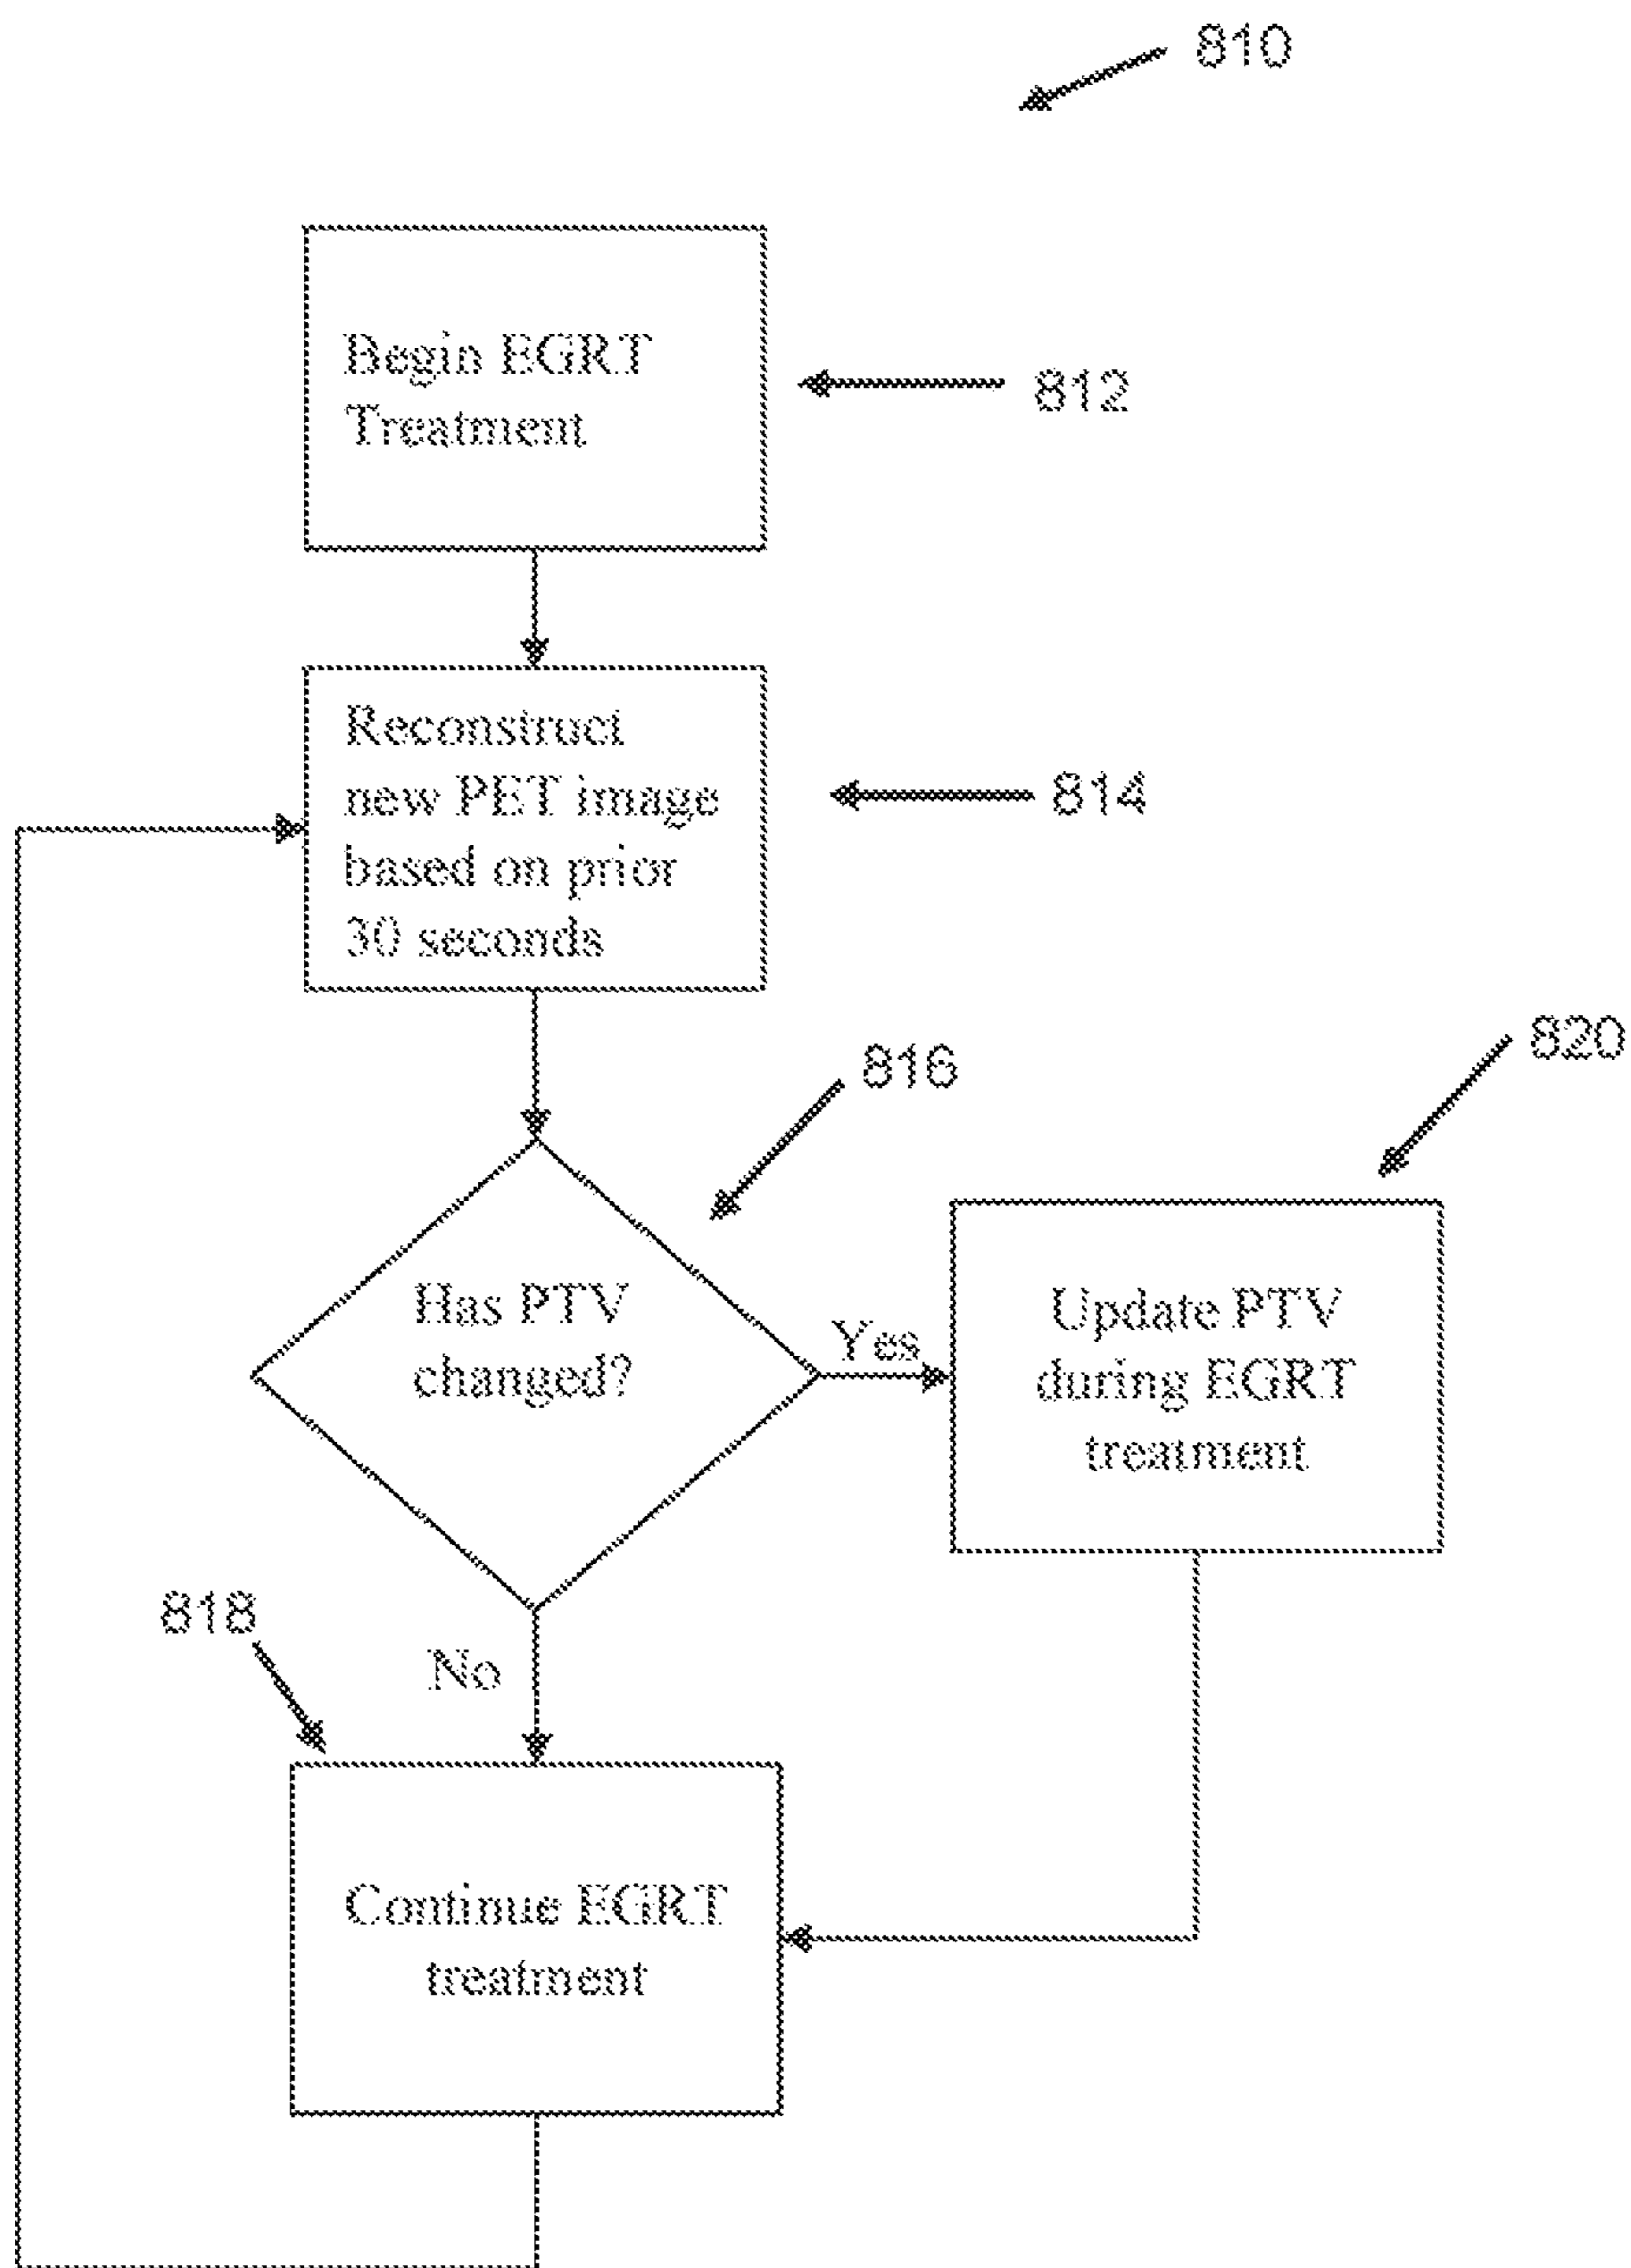 810
Begin EGRT
Treatment
812
Reconstruct
new PET image
based on prior
30 seconds
814
816
820
Has PTV
changed?
Yes
Update PTV
during EGRT
treatment
818
No
Continue EGRT
treatment